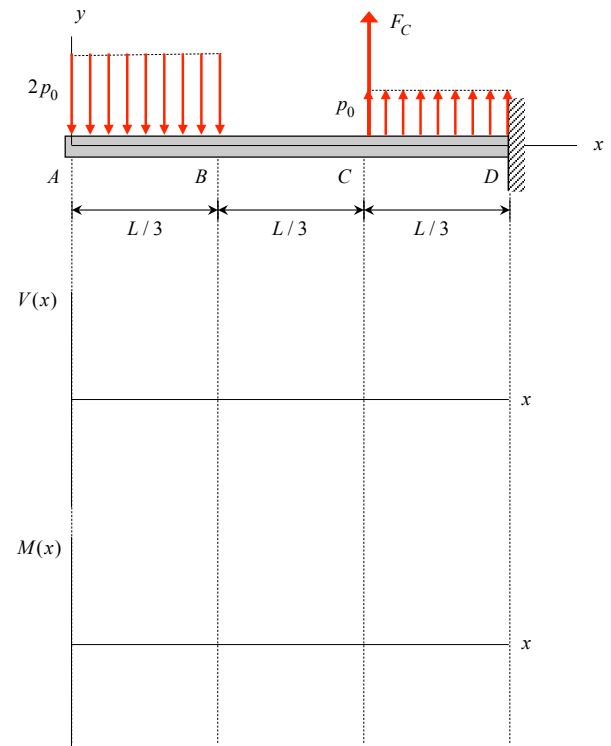 y
F_C
2p_0
p_0
x
A B C D
L / 3 L / 3 L / 3
V(x)
x
M(x)
x